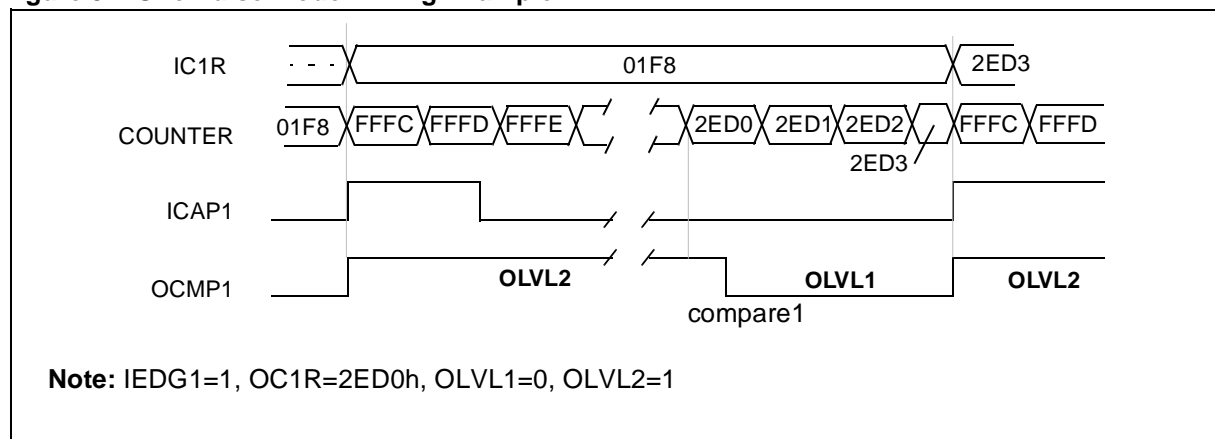 IC1R - - - 01F8 2ED3
COUNTER 01F8 FFFC FFFD FFFE 2ED0 2ED1 2ED2 FFFC FFFD
2ED3
ICAP1
OCMP1 OLVL2 OLVL1 OLVL2
compare1
Note: IEDG1=1, OC1R=2ED0h, OLVL1=0, OLVL2=1